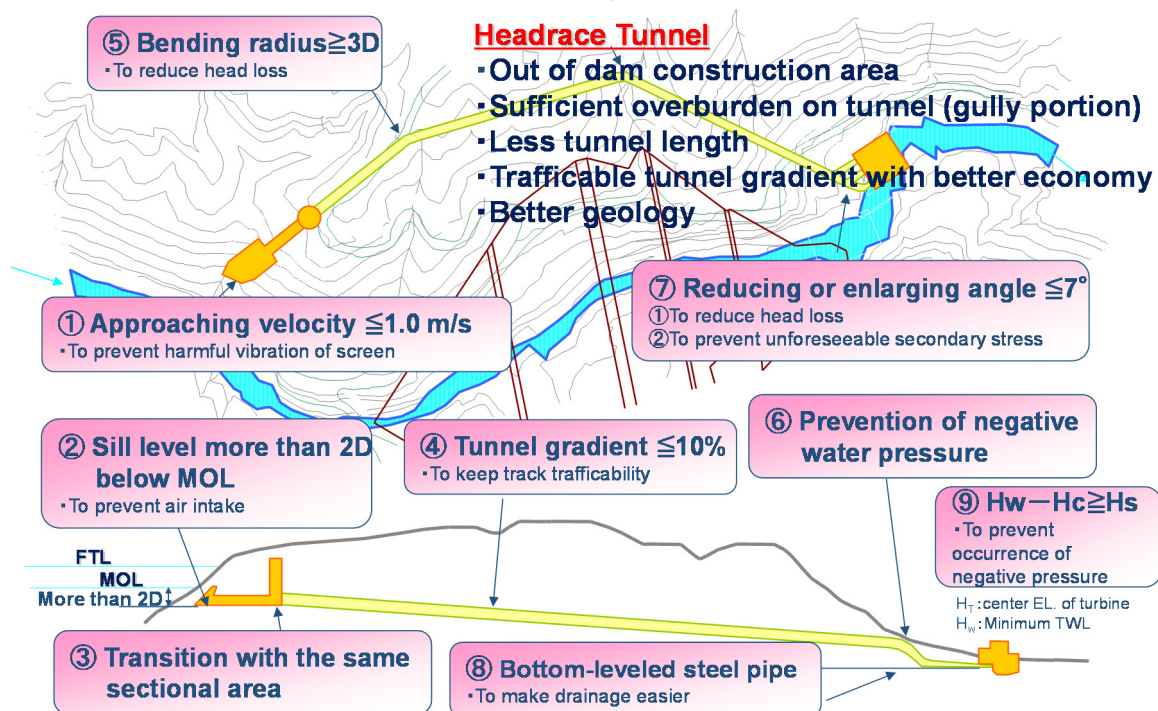 ⑤ Bending radius≧3D
・To reduce head loss
Headrace Tunnel
・Out of dam construction area
・Sufficient overburden on tunnel (gully portion)
・Less tunnel length
・Trafficable tunnel gradient with better economy
・Better geology
① Approaching velocity ≦1.0 m/s
・To prevent harmful vibration of screen
⑦ Reducing or enlarging angle ≦7°
①To reduce head loss
②To prevent unforeseeable secondary stress
② Sill level more than 2D
below MOL
・To prevent air intake
④ Tunnel gradient ≦10%
・To keep track trafficability
⑥ Prevention of negative
water pressure
⑨ Hw－Hc≧Hs
・To prevent
occurrence of
negative pressure
H_T :center EL. of turbine
H_w :Minimum TWL
FTL
MOL
More than 2D
③ Transition with the same
sectional area
⑧ Bottom-leveled steel pipe
・To make drainage easier